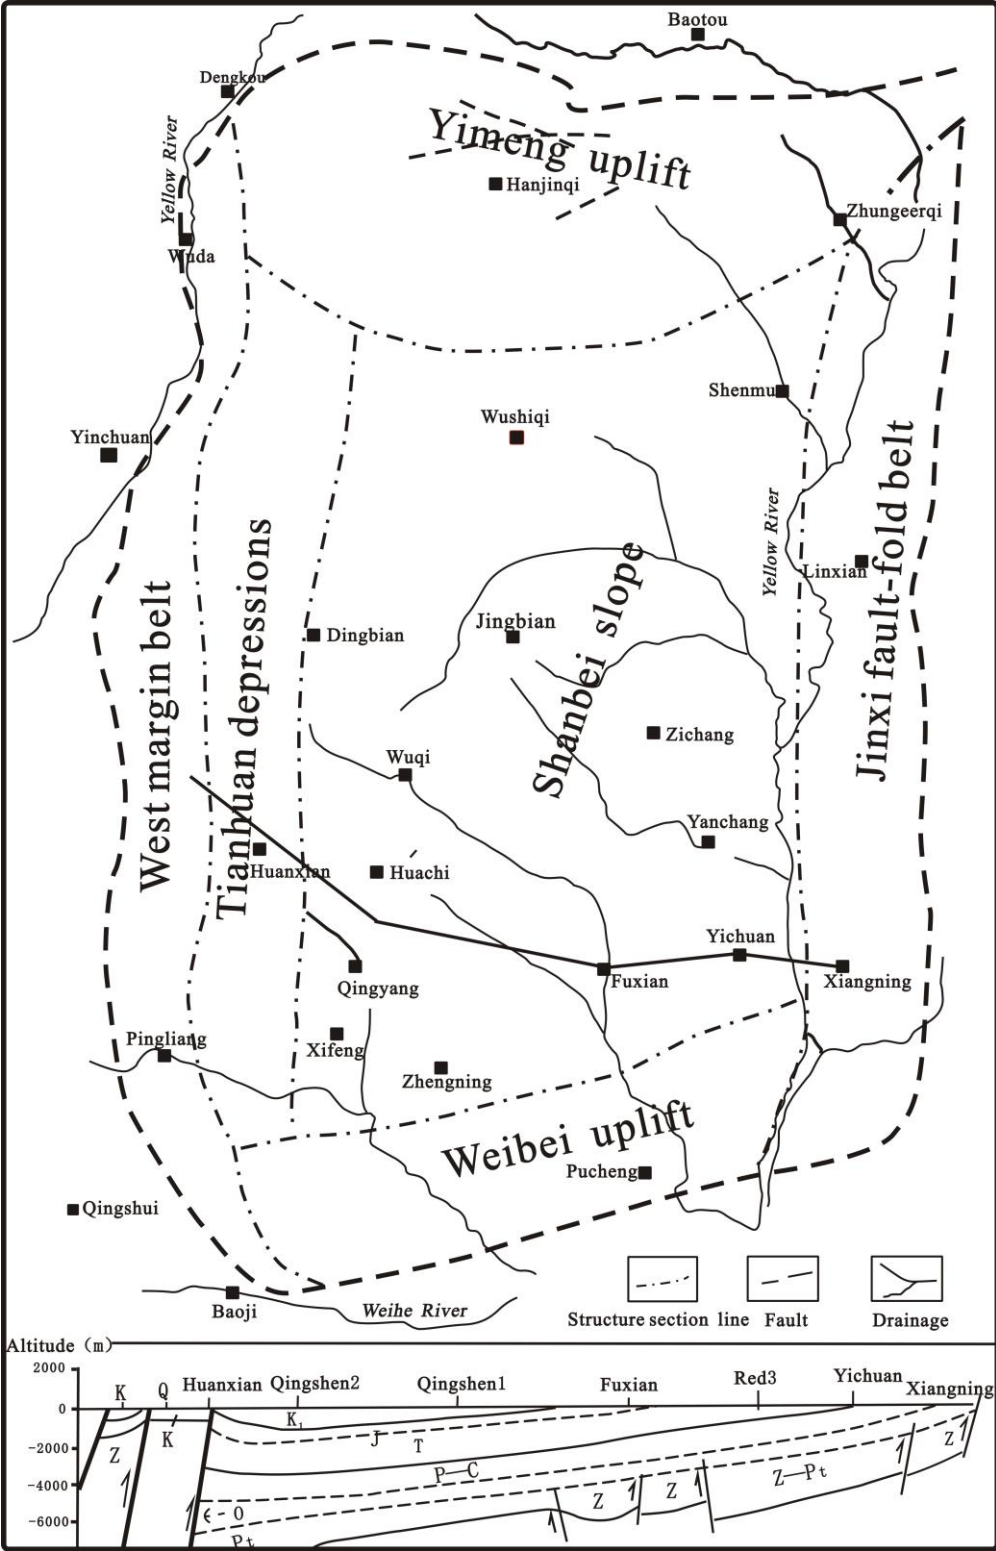 Baotou
Dengkou
Yellow River
Yimeng uplift
Hanjinqi
Zhungeerqi
Wuda
Shenmu
Wushiqi
Yinchuan
Yellow River
Linxian
Jinxi fault-fold belt
West margin belt
Tianhuan depressions
Shanbei slope
Dingbian
Jingbian
Zichang
Wuqi
Yanchang
Huanxian
Huachi
Yichuan
Qingyang
Fuxian
Xiangning
Pingliang
Xifeng
Zhengning
Weibei uplift
Pucheng
Qingshui
Baoji
Weihe River
Structure section line
Fault
Drainage
Altitude (m)
2000
0
-2000
-4000
-6000
K
Q
Huanxian
Qingshen2
Qingshen1
Fuxian
Red3
Yichuan
Xiangning
K₁
J
T
K
Z
P—C
Z—Pt
Z
Z
Z
ϵ-O
Pt